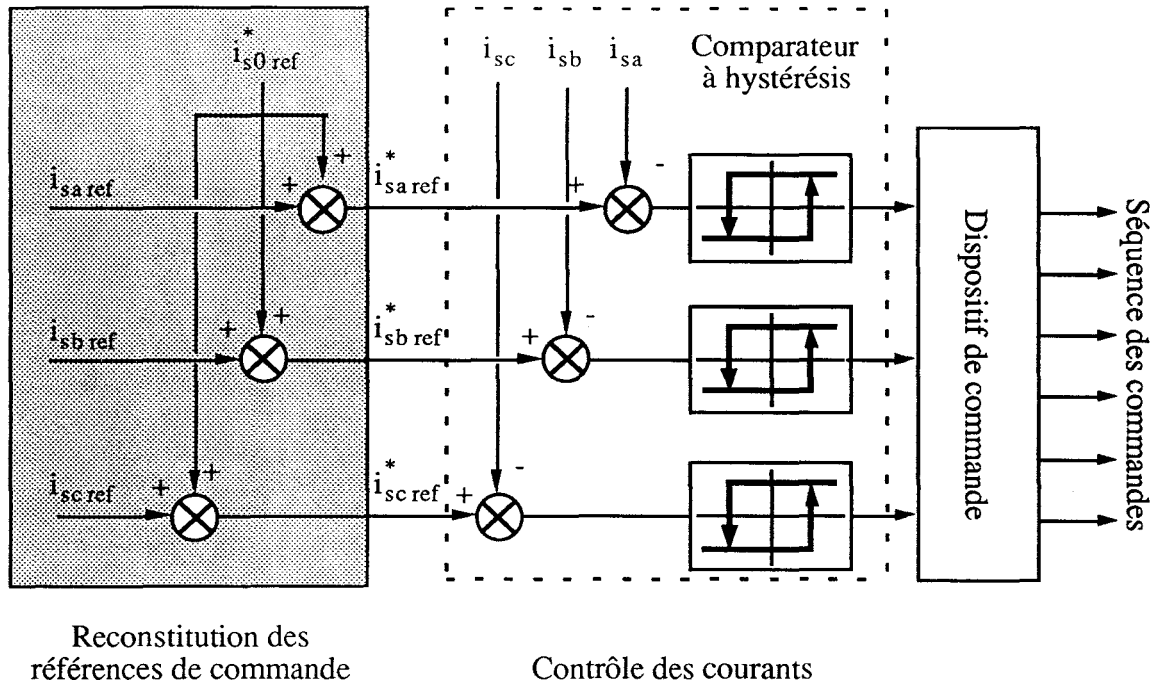 i*s0 ref
isc
isb
isa
Comparateur
à hystérésis
+
-
isa ref
+
i*sa ref
+
+
+
-
isb ref
+
i*sb ref
+
+
-
isc ref
+
i*sc ref
+
Dispositif de commande
Séquence des commandes
Reconstitution des
références de commande
Contrôle des courants